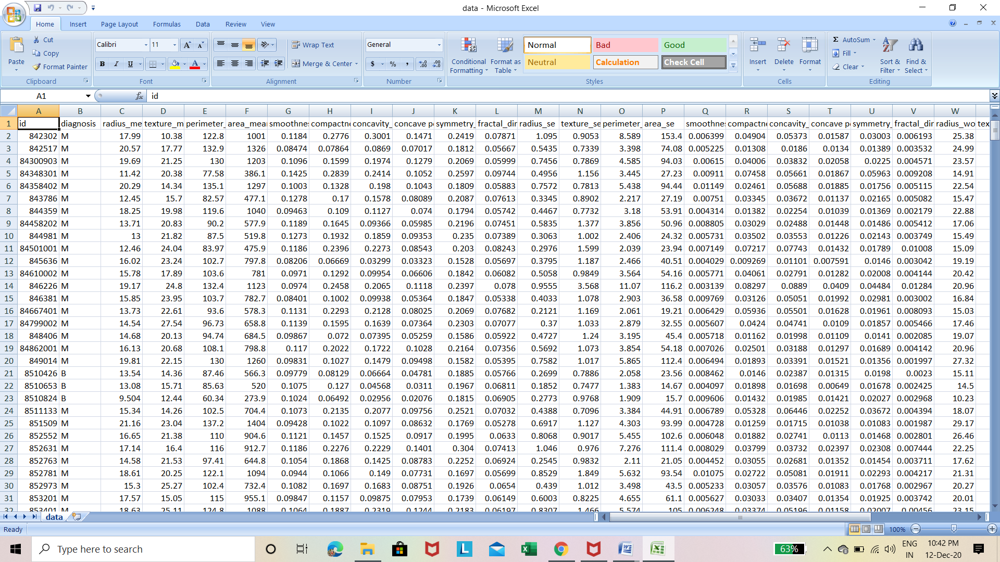 data - Microsoft Excel
Home Insert Page Layout Formulas Data Review View
Paste Cut Copy Format Painter Clipboard
Calibri 11 B I U A Font
Wrap Text Merge & Center Alignment
General $ % , Number
Conditional Formatting Format as Table Normal Bad Good Neutral Calculation Check Cell Styles
Insert Delete Format Cells
Σ AutoSum Fill Clear Sort & Filter Find & Select Editing
A1 fx id
A B C D E F G H I J K L M N O P Q R S T U V W
1 id diagnosis radius_me texture_m perimeter_ area_mea smoothne compactne concavity_ concave p symmetry_ fractal_dir radius_se texture_se perimeter_ area_se smoothne compactne concavity_ concave p symmetry_ fractal_dir radius_wo tex
2 842302 M 17.99 10.38 122.8 1001 0.1184 0.2776 0.3001 0.1471 0.2419 0.07871 1.095 0.9053 8.589 153.4 0.006399 0.04904 0.05373 0.01587 0.03003 0.006193 25.38
3 842517 M 20.57 17.77 132.9 1326 0.08474 0.07864 0.0869 0.07017 0.1812 0.05667 0.5435 0.7339 3.398 74.08 0.005225 0.01308 0.0186 0.0134 0.01389 0.003532 24.99
4 84300903 M 19.69 21.25 130 1203 0.1096 0.1599 0.1974 0.1279 0.2069 0.05999 0.7456 0.7869 4.585 94.03 0.00615 0.04006 0.03832 0.02058 0.0225 0.004571 23.57
5 84348301 M 11.42 20.38 77.58 386.1 0.1425 0.2839 0.2414 0.1052 0.2597 0.09744 0.4956 1.156 3.445 27.23 0.00911 0.07458 0.05661 0.01867 0.05963 0.009208 14.91
6 84358402 M 20.29 14.34 135.1 1297 0.1003 0.1328 0.198 0.1043 0.1809 0.05883 0.7572 0.7813 5.438 94.44 0.01149 0.02461 0.05688 0.01885 0.01756 0.005115 22.54
7 843786 M 12.45 15.7 82.57 477.1 0.1278 0.17 0.1578 0.08089 0.2087 0.07613 0.3345 0.8902 2.217 27.19 0.00751 0.03345 0.03672 0.01137 0.02165 0.005082 15.47
8 844359 M 18.25 19.98 119.6 1040 0.09463 0.109 0.1127 0.074 0.1794 0.05742 0.4467 0.7732 3.18 53.91 0.004314 0.01382 0.02254 0.01039 0.01369 0.002179 22.88
9 84458202 M 13.71 20.83 90.2 577.9 0.1189 0.1645 0.09366 0.05985 0.2196 0.07451 0.5835 1.377 3.856 50.96 0.008805 0.03029 0.02488 0.01448 0.01486 0.005412 17.06
10 844981 M 13 21.82 87.5 519.8 0.1273 0.1932 0.1859 0.09353 0.235 0.07389 0.3063 1.002 2.406 24.32 0.005731 0.03502 0.03553 0.01226 0.02143 0.003749 15.49
11 84501001 M 12.46 24.04 83.97 475.9 0.1186 0.2396 0.2273 0.08543 0.203 0.08243 0.2976 1.599 2.039 23.94 0.007149 0.07217 0.07743 0.01432 0.01789 0.01008 15.09
12 845636 M 16.02 23.24 102.7 797.8 0.08206 0.06669 0.03299 0.03323 0.1528 0.05697 0.3795 1.187 2.466 40.51 0.004029 0.009269 0.01101 0.007591 0.0146 0.003042 19.19
13 84610002 M 15.78 17.89 103.6 781 0.0971 0.1292 0.09954 0.06606 0.1842 0.06082 0.5058 0.9849 3.564 54.16 0.005771 0.04061 0.02791 0.01282 0.02008 0.004144 20.42
14 846226 M 19.17 24.8 132.4 1123 0.0974 0.2458 0.2065 0.1118 0.2397 0.078 0.9555 3.568 11.07 116.2 0.003139 0.08297 0.0889 0.0409 0.04484 0.01284 20.96
15 846381 M 15.85 23.95 103.7 782.7 0.08401 0.1002 0.09938 0.05364 0.1847 0.05338 0.4033 1.078 2.903 36.58 0.009769 0.03126 0.05051 0.01992 0.02981 0.003002 16.84
16 84667401 M 13.73 22.61 93.6 578.3 0.1131 0.2293 0.2128 0.08025 0.2069 0.07682 0.2121 1.169 2.061 19.21 0.006429 0.05936 0.05501 0.01628 0.01961 0.008093 15.03
17 84799002 M 14.54 27.54 96.73 658.8 0.1139 0.1595 0.1639 0.07364 0.2303 0.07077 0.37 1.033 2.879 32.55 0.005607 0.0424 0.04741 0.0109 0.01857 0.005466 17.46
18 848406 M 14.68 20.13 94.74 684.5 0.09867 0.072 0.07395 0.05259 0.1586 0.05922 0.4727 1.24 3.195 45.4 0.005718 0.01162 0.01998 0.01109 0.0141 0.002085 19.07
19 84862001 M 16.13 20.68 108.1 798.8 0.117 0.2022 0.1722 0.1028 0.2164 0.07356 0.5692 1.073 3.854 54.18 0.007026 0.02501 0.03188 0.01297 0.01689 0.004142 20.96
20 849014 M 19.81 22.15 130 1260 0.09831 0.1027 0.1479 0.09498 0.1582 0.05395 0.7582 1.017 5.865 112.4 0.006494 0.01893 0.03391 0.01521 0.01356 0.001997 27.32
21 8510426 B 13.54 14.36 87.46 566.3 0.09779 0.08129 0.06664 0.04781 0.1885 0.05766 0.2699 0.7886 2.058 23.56 0.008462 0.0146 0.02387 0.01315 0.0198 0.0023 15.11
22 8510653 B 13.08 15.71 85.63 520 0.1075 0.127 0.04568 0.0311 0.1967 0.06811 0.1852 0.7477 1.383 14.67 0.004097 0.01898 0.01698 0.00649 0.01678 0.002425 14.5
23 8510824 B 9.504 12.44 60.34 273.9 0.1024 0.06492 0.02956 0.02076 0.1815 0.06905 0.2773 0.9768 1.909 15.7 0.009606 0.01432 0.01985 0.01421 0.02027 0.002968 10.23
24 8511133 M 15.34 14.26 102.5 704.4 0.1073 0.2135 0.2077 0.09756 0.2521 0.07032 0.4388 0.7096 3.384 44.91 0.006789 0.05328 0.06446 0.02252 0.03672 0.004394 18.07
25 851509 M 21.16 23.04 137.2 1404 0.09428 0.1022 0.1097 0.08632 0.1769 0.05278 0.6917 1.127 4.303 93.99 0.004728 0.01259 0.01715 0.01038 0.01083 0.001987 29.17
26 852552 M 16.65 21.38 110 904.6 0.1121 0.1457 0.1525 0.0917 0.1995 0.0633 0.8068 0.9017 5.455 102.6 0.006048 0.01882 0.02741 0.0113 0.01468 0.002801 26.46
27 852631 M 17.14 16.4 116 912.7 0.1186 0.2276 0.2229 0.1401 0.304 0.07413 1.046 0.976 7.276 111.4 0.008029 0.03799 0.03732 0.02397 0.02308 0.007444 22.25
28 852763 M 14.58 21.53 97.41 644.8 0.1054 0.1868 0.1425 0.08783 0.2252 0.06924 0.2545 0.9832 2.11 21.05 0.004452 0.03055 0.02681 0.01352 0.01454 0.003711 17.62
29 852781 M 18.61 20.25 122.1 1094 0.0944 0.1066 0.149 0.07731 0.1697 0.05699 0.8529 1.849 5.632 93.54 0.01075 0.02722 0.05081 0.01911 0.02293 0.004217 21.31
30 852973 M 15.3 25.27 102.4 732.4 0.1082 0.1697 0.1683 0.08751 0.1926 0.0654 0.439 1.012 3.498 43.5 0.005233 0.03057 0.03576 0.01083 0.01768 0.002967 20.27
31 853201 M 17.57 15.05 115 955.1 0.09847 0.1157 0.09875 0.07953 0.1739 0.06149 0.6003 0.8225 4.655 61.1 0.005627 0.03033 0.03407 0.01354 0.01925 0.003742 20.01
32 853401 M 18.63 25.11 124.8 1088 0.1064 0.1887 0.2319 0.1244 0.2183 0.06197 0.8307 1.466 5.574 105 0.006248 0.03374 0.05196 0.01158 0.02007 0.00456 23.15
data
Ready 100%
Type here to search 63% ENG IN 10:42 PM 12-Dec-20